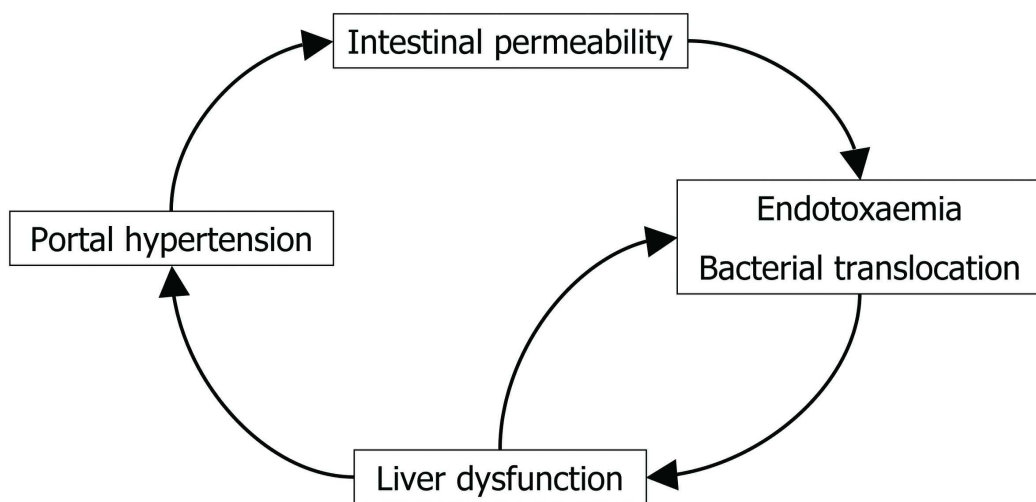 Intestinal permeability
Endotoxaemia
Portal hypertension
Bacterial translocation
Liver dysfunction